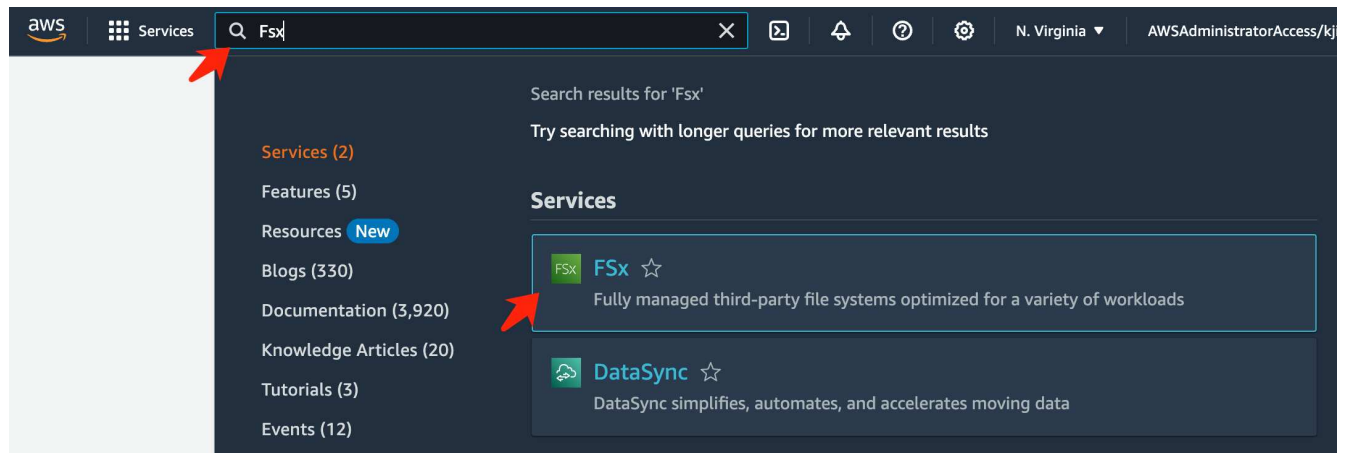 aws
Services
Fsx
N. Virginia
AWSAdministratorAccess/kji
Search results for 'Fsx'
Try searching with longer queries for more relevant results
Services (2)
Features (5)
Resources New
Blogs (330)
Documentation (3,920)
Knowledge Articles (20)
Tutorials (3)
Events (12)
Services
FSx
FSx
Fully managed third-party file systems optimized for a variety of workloads
DataSync
DataSync simplifies, automates, and accelerates moving data